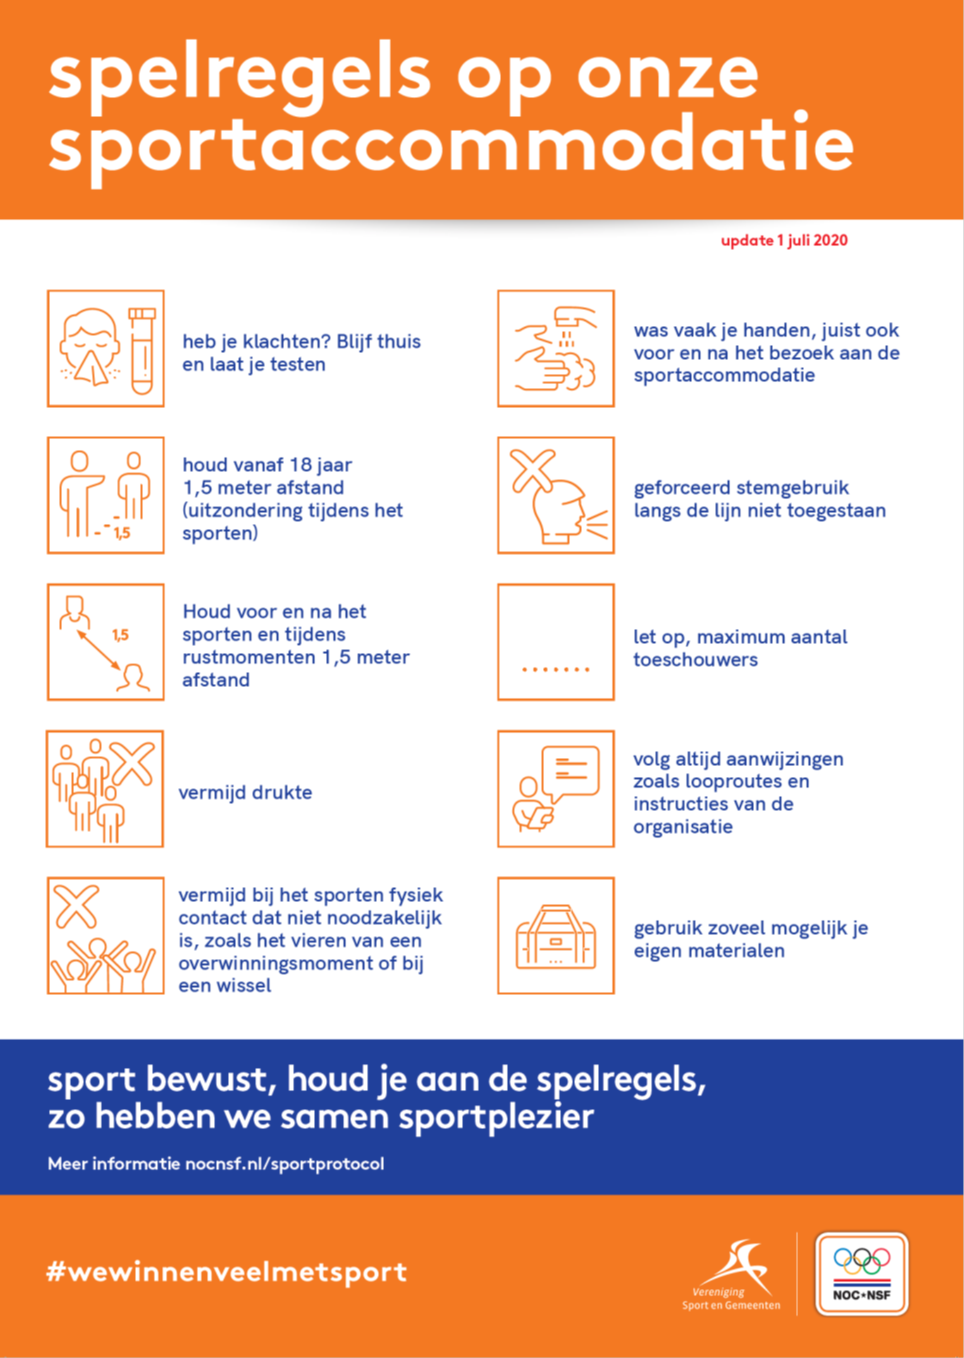 spelregels op onze
sportaccommodatie
update 1 juli 2020
heb je klachten? Blijf thuis
en laat je testen
was vaak je handen, juist ook
voor en na het bezoek aan de
sportaccommodatie
houd vanaf 18 jaar
1,5 meter afstand
(uitzondering tijdens het
sporten)
1,5
geforceerd stemgebruik
langs de lijn niet toegestaan
Houd voor en na het
sporten en tijdens
rustmomenten 1,5 meter
afstand
1,5
let op, maximum aantal
toeschouwers
.......
vermijd drukte
volg altijd aanwijzingen
zoals looproutes en
instructies van de
organisatie
vermijd bij het sporten fysiek
contact dat niet noodzakelijk
is, zoals het vieren van een
overwinningsmoment of bij
een wissel
gebruik zoveel mogelijk je
eigen materialen
sport bewust, houd je aan de spelregels,
zo hebben we samen sportplezier
Meer informatie nocnsf.nl/sportprotocol
#wewinnenveelmetsport
Vereniging
Sport en Gemeenten
NOC*NSF